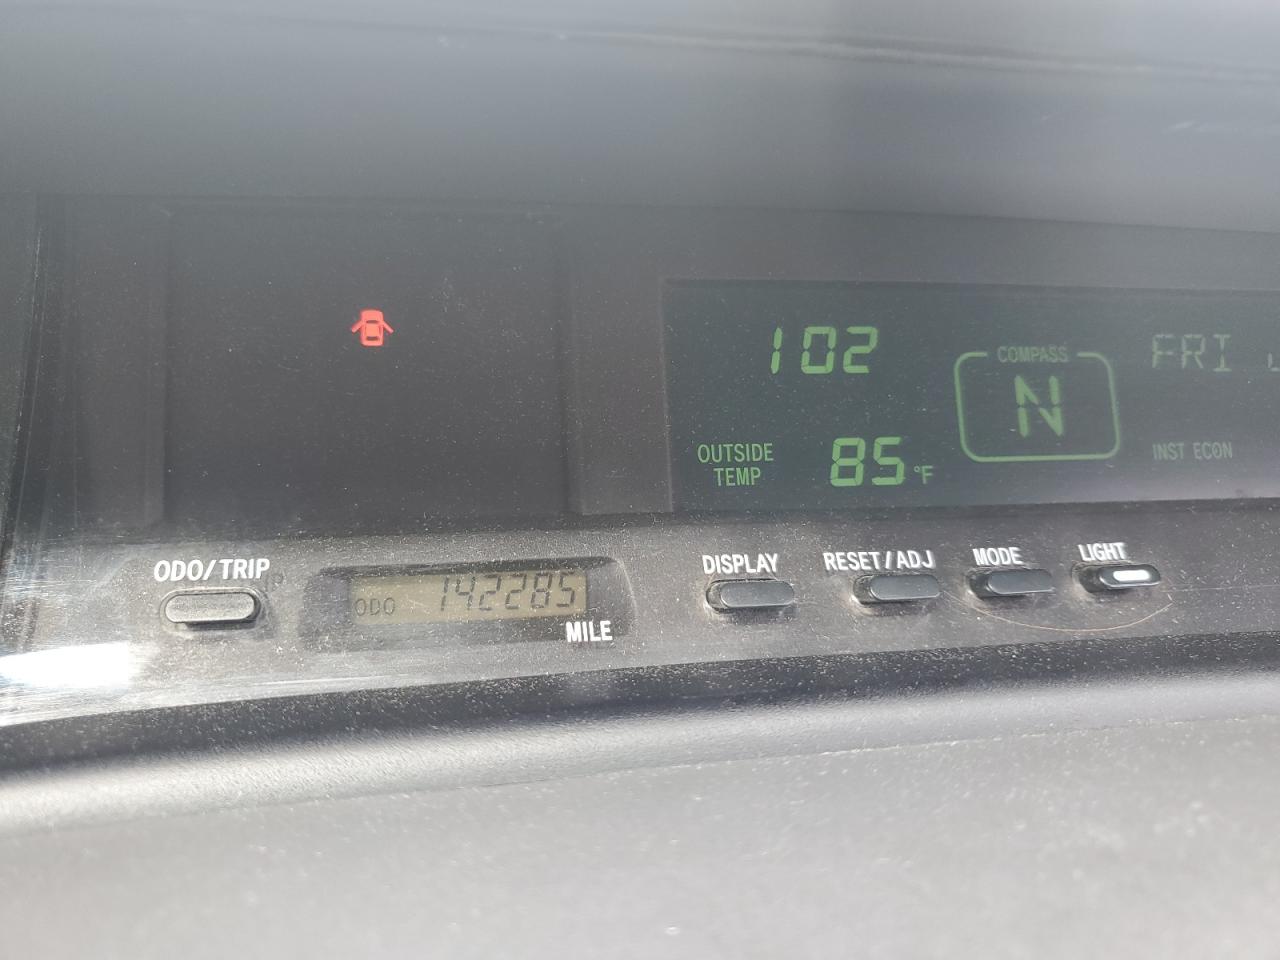 102
COMPASS
N
FRI
OUTSIDE
TEMP
85°F
INST ECON
ODO/TRIP
ODO 142285
MILE
DISPLAY
RESET/ADJ
MODE
LIGHT